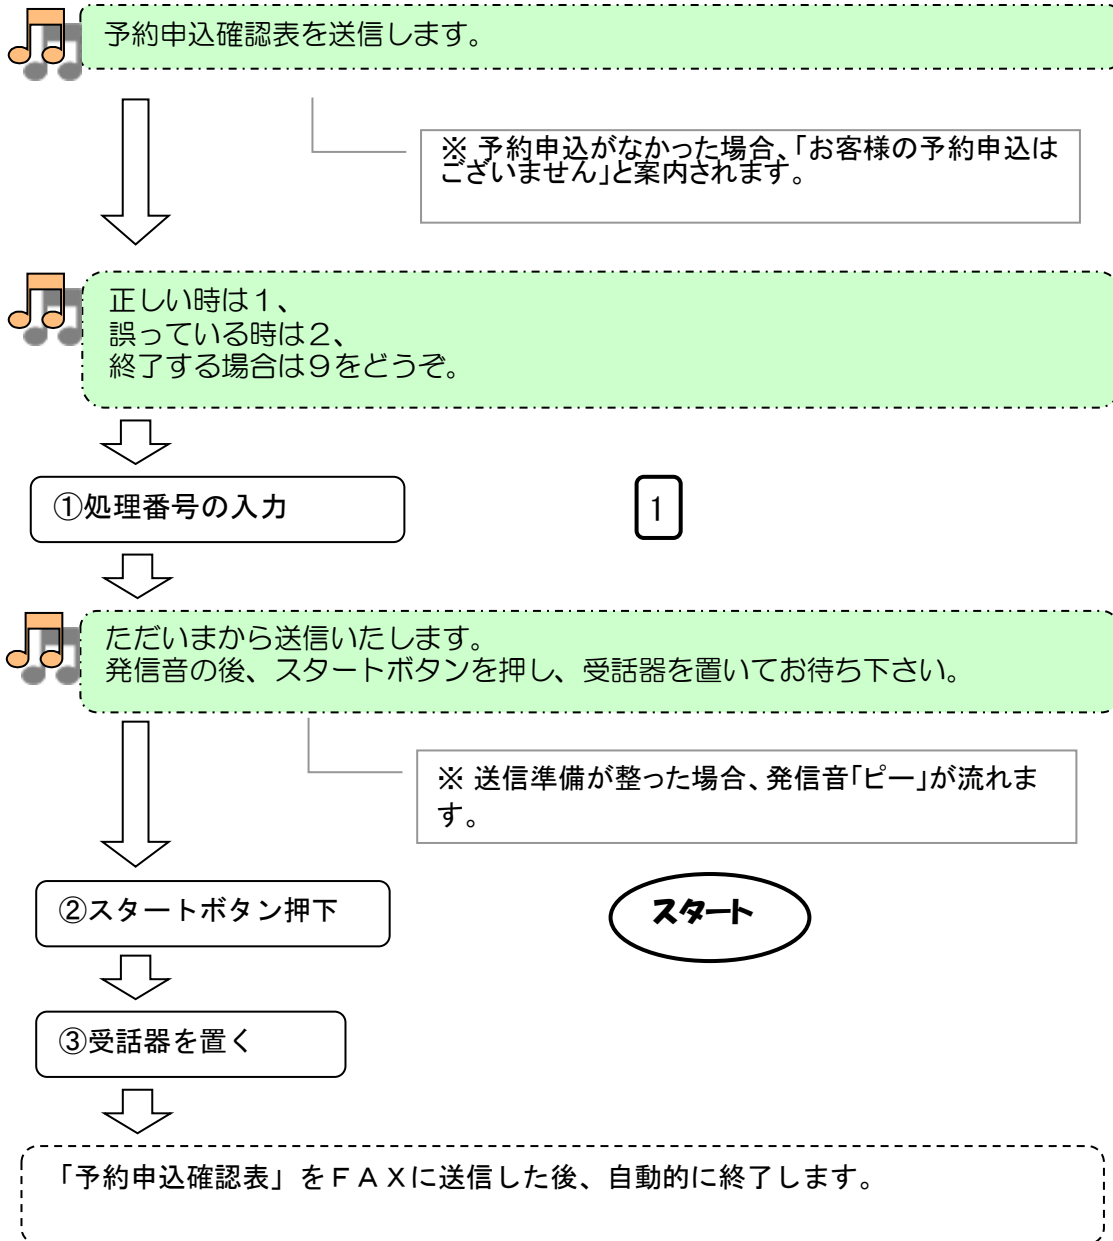 予約申込確認表を送信します。
※ 予約申込がなかった場合、「お客様の予約申込は
ございません」と案内されます。
正しい時は１、
誤っている時は２、
終了する場合は９をどうぞ。
①処理番号の入力
1
ただいまから送信いたします。
発信音の後、スタートボタンを押し、受話器を置いてお待ち下さい。
※ 送信準備が整った場合、発信音「ピー」が流れま
す。
②スタートボタン押下
スタート
③受話器を置く
「予約申込確認表」をＦＡＸに送信した後、自動的に終了します。